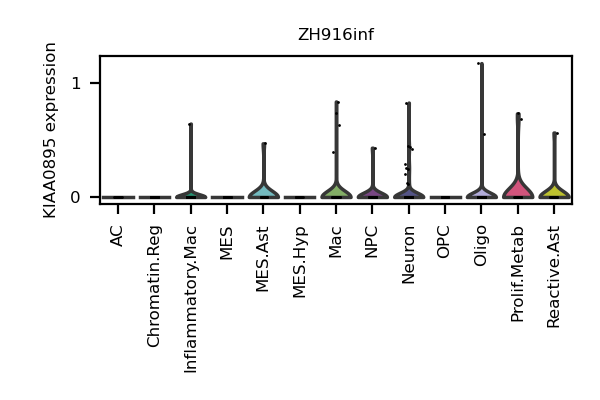 ZH916inf
KIAA0895 expression
1
0
AC
Chromatin.Reg
Inflammatory.Mac
MES
MES.Ast
MES.Hyp
Mac
NPC
Neuron
OPC
Oligo
Prolif.Metab
Reactive.Ast